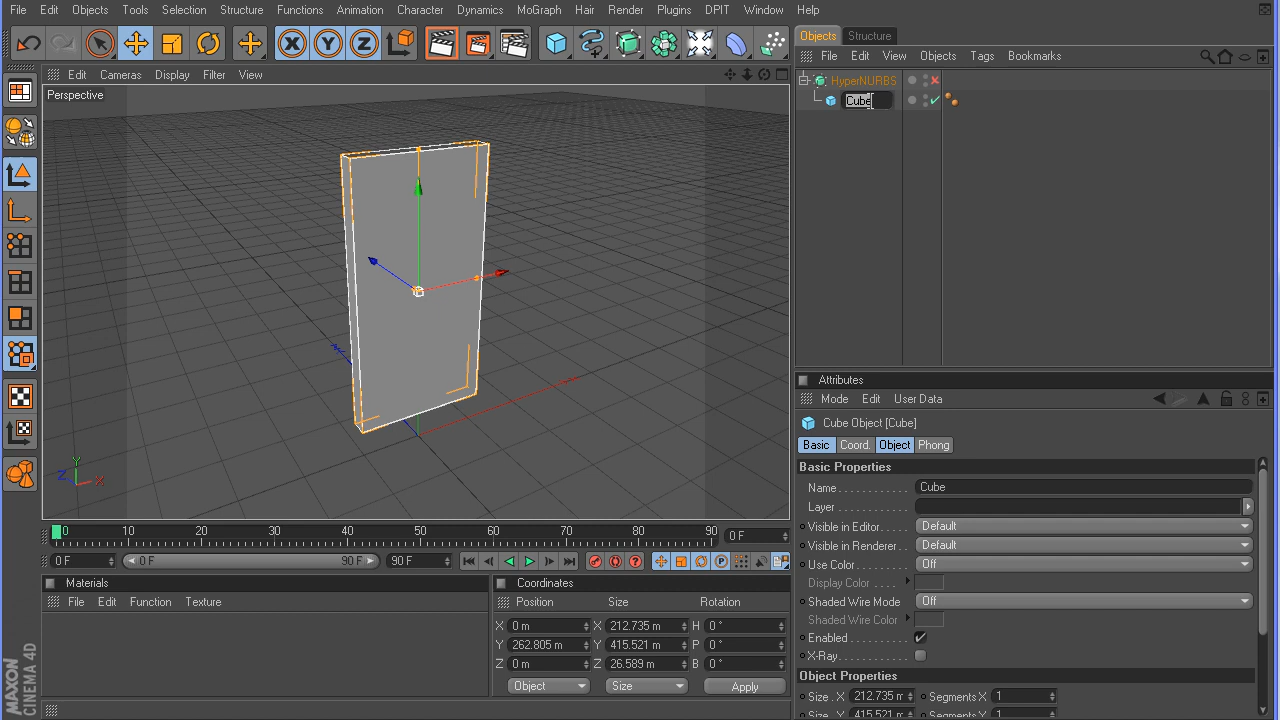 File Edit Objects Tools Selection Structure Functions Animation Character Dynamics MoGraph Hair Render Plugins DPIT Window Help
Objects Structure
File Edit View Objects Tags Bookmarks
HyperNURBS
Cube
Edit Cameras Display Filter View
Perspective
Y
Z X
Attributes
Mode Edit User Data
Cube Object [Cube]
Basic Coord. Object Phong
Basic Properties
Name Cube
Layer
Visible in Editor Default
Visible in Renderer Default
Use Color Off
Display Color
Shaded Wire Mode Off
Shaded Wire Color
Enabled
X-Ray
Object Properties
Size . X 212.735 m Segments X 1
Size . Y 415.521 m Segments Y 1
0 10 20 30 40 50 60 70 80 90 0 F
0 F 0 F 90 F 90 F
Materials
File Edit Function Texture
Coordinates
Position Size Rotation
X 0 m X 212.735 m H 0 °
Y 262.805 m Y 415.521 m P 0 °
Z 0 m Z 26.589 m B 0 °
Object Size Apply
MAXON
CINEMA 4D